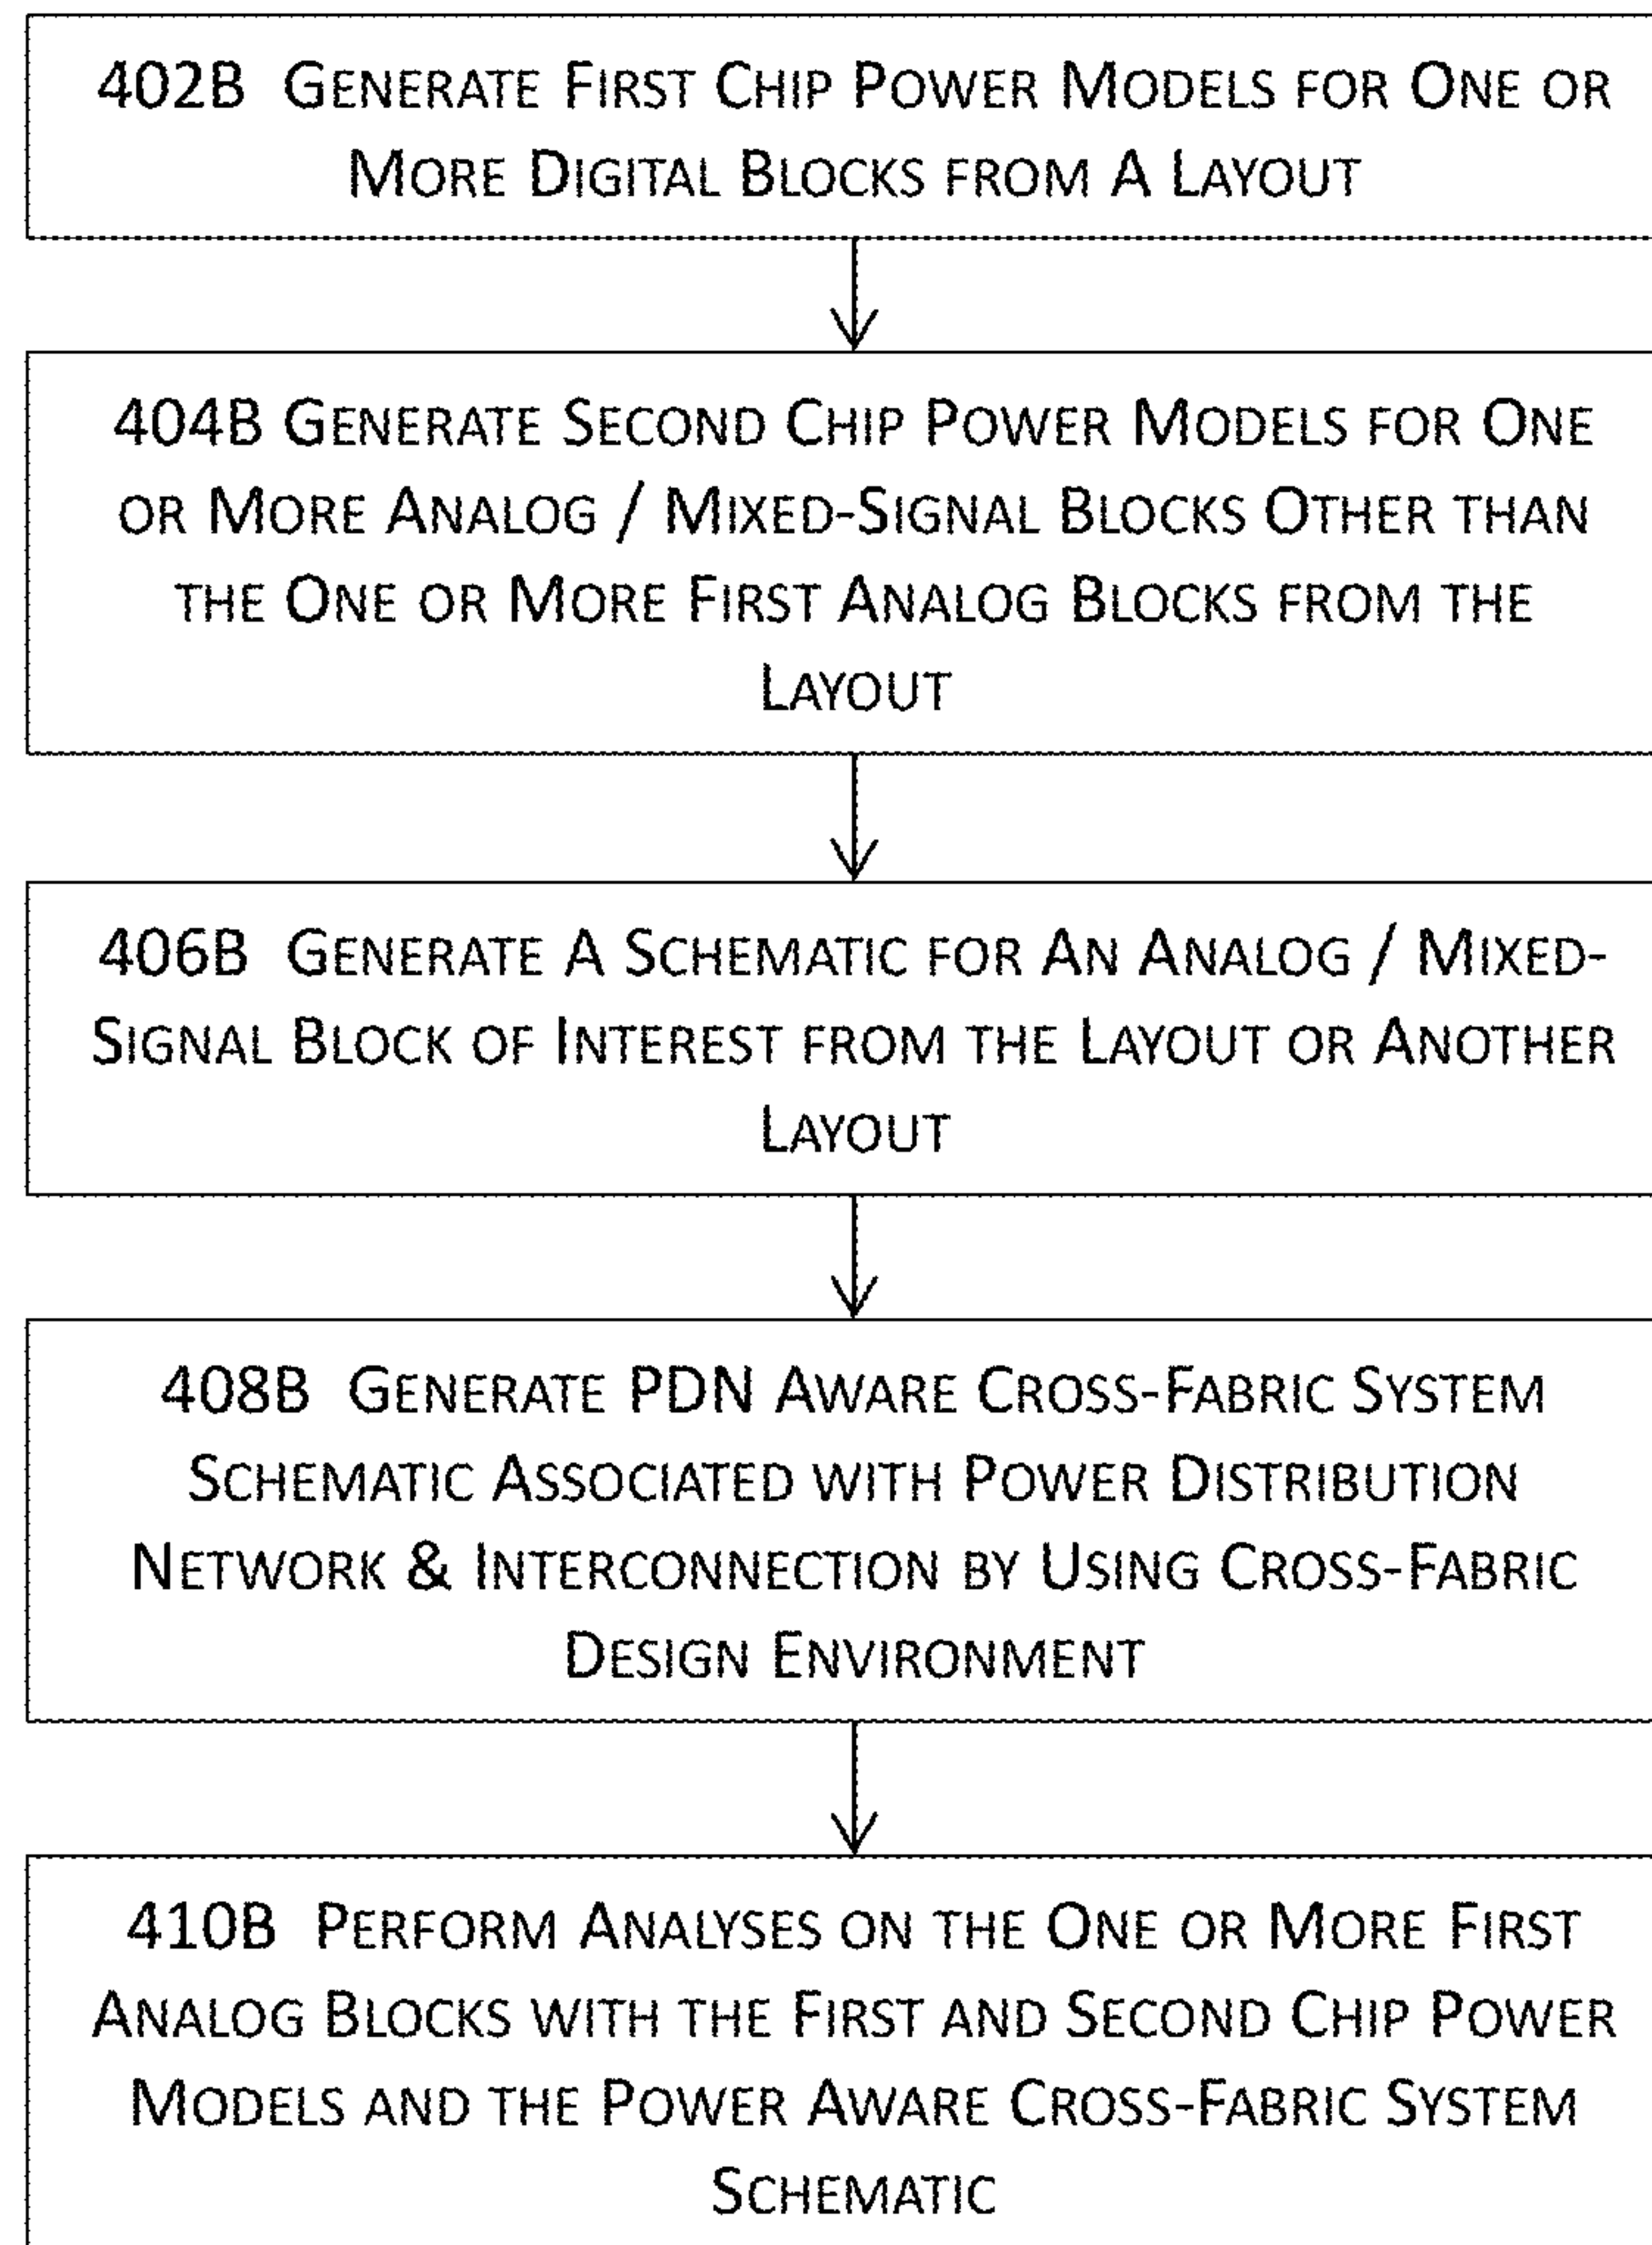 402B Generate First Chip Power Models for One or
More Digital Blocks from A Layout
404B Generate Second Chip Power Models for One
or More Analog / Mixed-Signal Blocks Other than
the One or More First Analog Blocks from the
Layout
406B Generate A Schematic for An Analog / Mixed-
Signal Block of Interest from the Layout or Another
Layout
408B Generate PDN Aware Cross-Fabric System
Schematic Associated with Power Distribution
Network & Interconnection by Using Cross-Fabric
Design Environment
410B Perform Analyses on the One or More First
Analog Blocks with the First and Second Chip Power
Models and the Power Aware Cross-Fabric System
Schematic